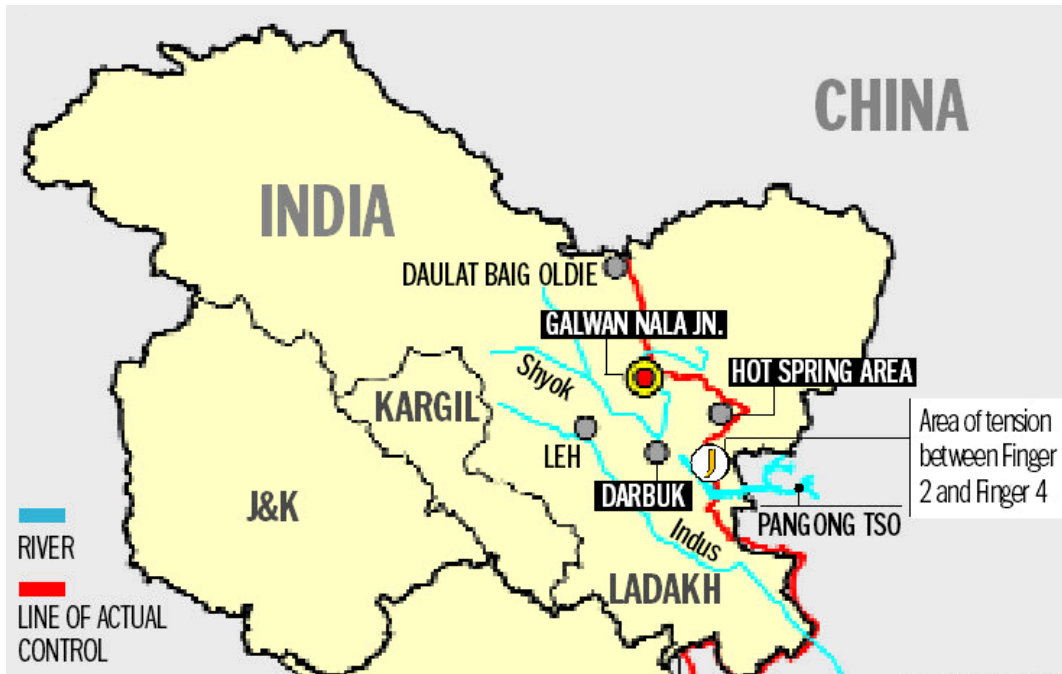 CHINA
INDIA
DAULAT BAIG OLDIE
GALWAN NALA JN.
Shyok
HOT SPRING AREA
KARGIL
Area of tension
between Finger
2 and Finger 4
LEH
J
DARBUK
J&K
PANGONG TSO
Indus
RIVER
LADAKH
LINE OF ACTUAL
CONTROL